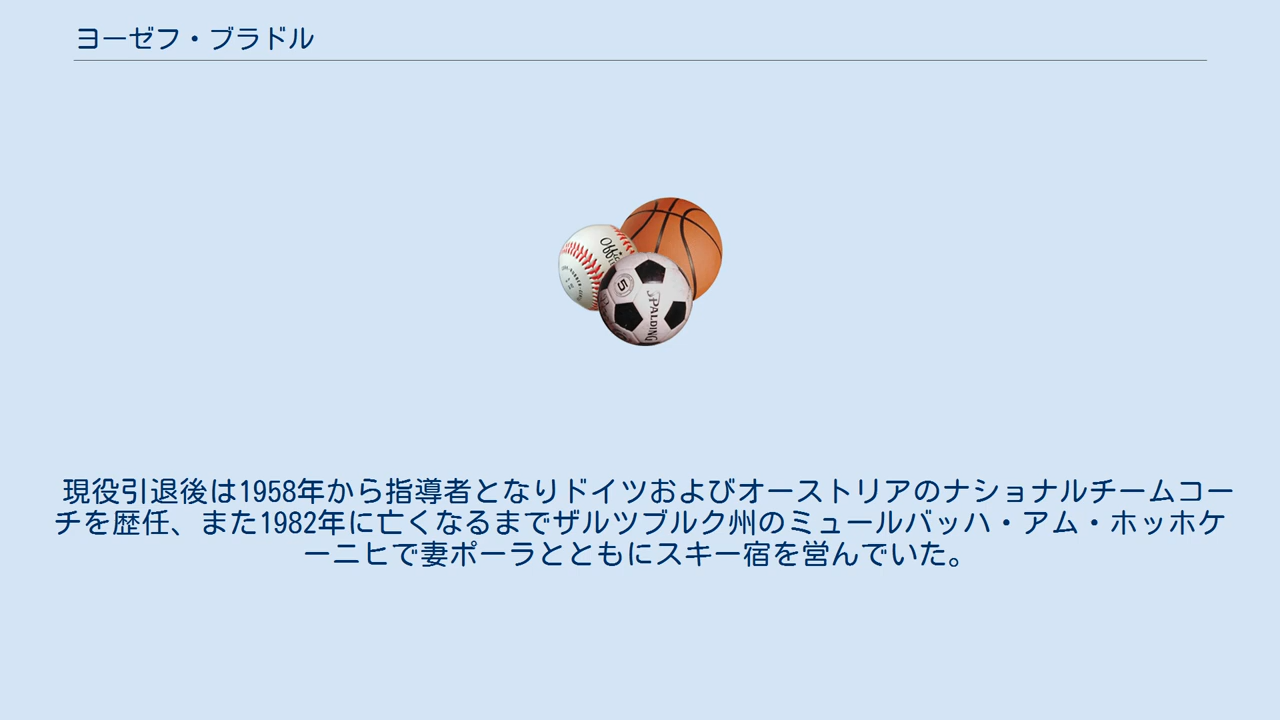 ヨーゼフ・ブラドル
Offici
5
SPALDING
現役引退後は1958年から指導者となりドイツおよびオーストリアのナショナルチームコー
チを歴任、また1982年に亡くなるまでザルツブルク州のミュールバッハ・アム・ホッホケ
ーニヒで妻ポーラとともにスキー宿を営んでいた。